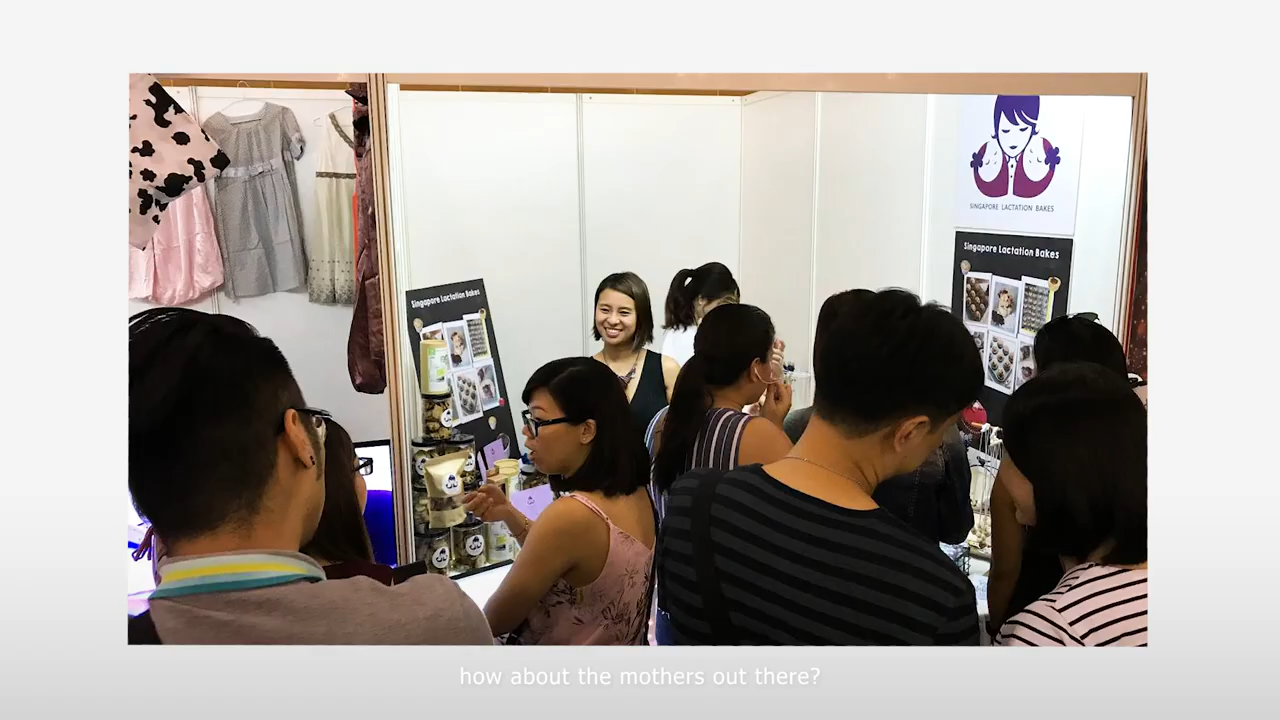 SINGAPORE LACTATION BAKES
Singapore Lactation Bakes
Singapore Lactation Bakes
how about the mothers out there?